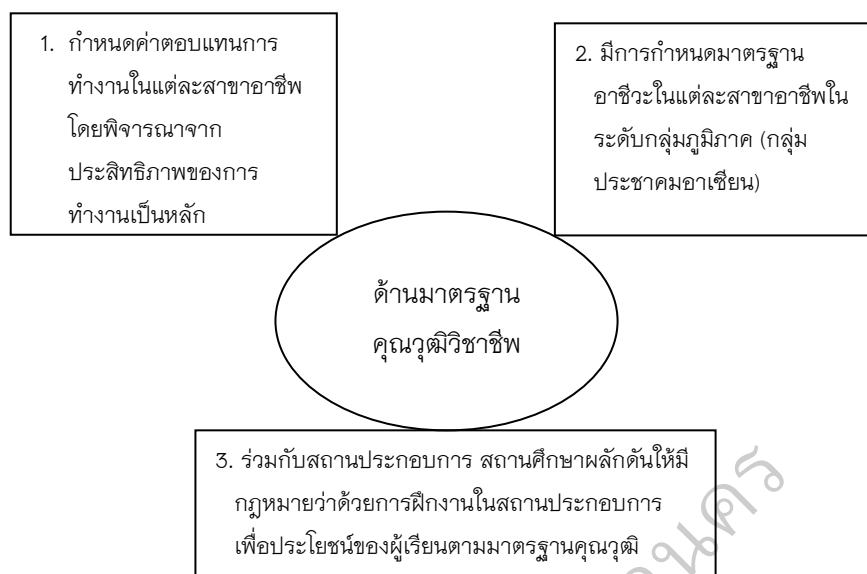 1. กำหนดค่าตอบแทนการ
ทำงานในแต่ละสาขาอาชีพ
โดยพิจารณาจาก
ประสิทธิภาพของการ
ทำงานเป็นหลัก
2. มีการกำหนดมาตรฐาน
อาชีวะในแต่ละสาขาอาชีพใน
ระดับกลุ่มภูมิภาค (กลุ่ม
ประชาคมอาเซียน)
ด้านมาตรฐาน
คุณวุฒิวิชาชีพ
3. ร่วมกับสถานประกอบการ สถานศึกษาผลักดันให้มี
กฎหมายว่าด้วยการฝึกงานในสถานประกอบการ
เพื่อประโยชน์ของผู้เรียนตามมาตรฐานคุณวุฒิ